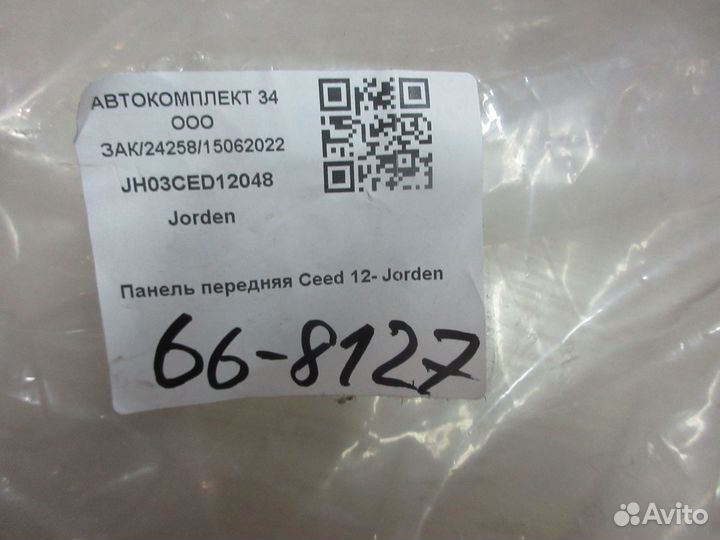 АВТОКОМПЛЕКТ 34
ООО
ЗАК/24258/15062022
JH03CED12048
Jorden
Панель передняя Ceed 12- Jorden
66-8127
Avito